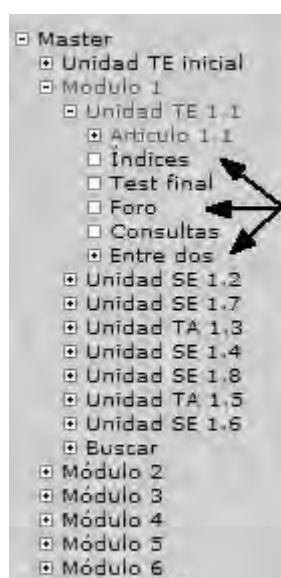 Master
Unidad TE inicial
Modulo 1
Unidad TE 1.1
Articulo 1.1
Índices
Test final
Foro
Consultas
Entre dos
Unidad SE 1.2
Unidad SE 1.7
Unidad TA 1.3
Unidad SE 1.4
Unidad SE 1.8
Unidad TA 1.5
Unidad SE 1.6
Buscar
Módulo 2
Módulo 3
Módulo 4
Módulo 5
Módulo 6